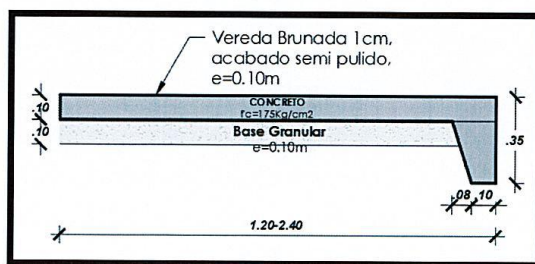 Vereda Brunada 1cm,
acabado semi pulido,
e=0.10m
CONCRETO
f'c=175Kg/cm2
Base Granular
e=0.10m
.10
.10
.35
.08
.10
1.20-2.40